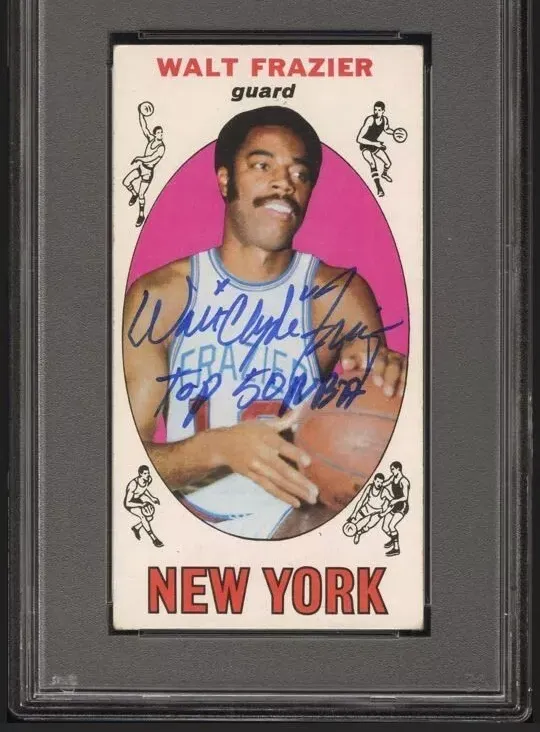 WALT FRAZIER
guard
Walt Clyde Frazier
FRAZIER
Top 50 NBA
NEW YORK